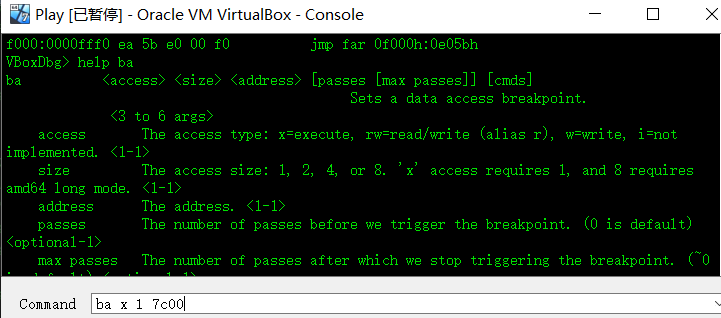 Play [已暂停] - Oracle VM VirtualBox - Console
f000:0000fff0 ea 5b e0 00 f0 jmp far 0f000h:0e05bh
VBoxDbg> help ba
ba <access> <size> <address> [passes [max passes]] [cmds]
Sets a data access breakpoint.
<3 to 6 args>
access The access type: x=execute, rw=read/write (alias r), w=write, i=not
implemented. <1-1>
size The access size: 1, 2, 4, or 8. 'x' access requires 1, and 8 requires
amd64 long mode. <1-1>
address The address. <1-1>
passes The number of passes before we trigger the breakpoint. (0 is default)
<optional-1>
max passes The number of passes after which we stop triggering the breakpoint. (~0
Command ba x 1 7c00